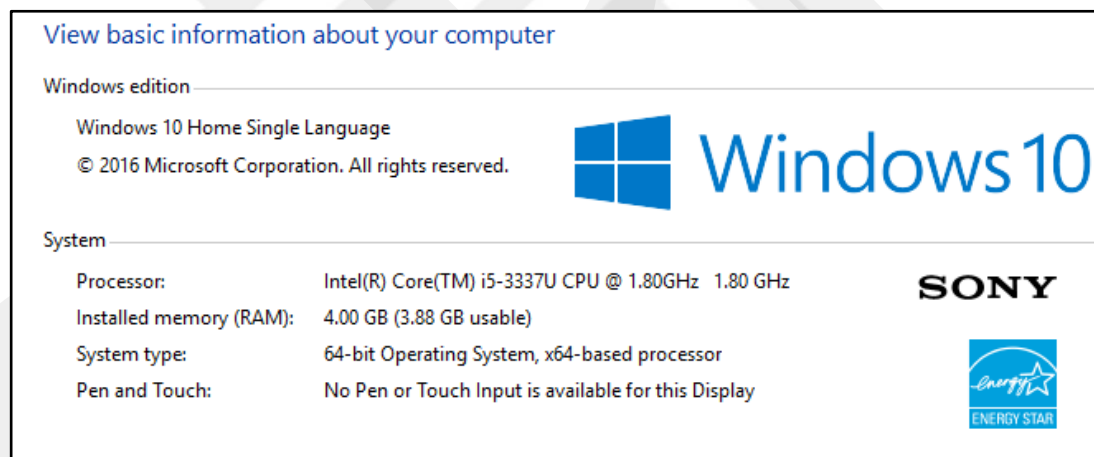 View basic information about your computer
Windows edition
Windows 10 Home Single Language
© 2016 Microsoft Corporation. All rights reserved.
Windows 10
System
Processor: Intel(R) Core(TM) i5-3337U CPU @ 1.80GHz 1.80 GHz
SONY
Installed memory (RAM): 4.00 GB (3.88 GB usable)
System type: 64-bit Operating System, x64-based processor
Pen and Touch: No Pen or Touch Input is available for this Display
energy
ENERGY STAR